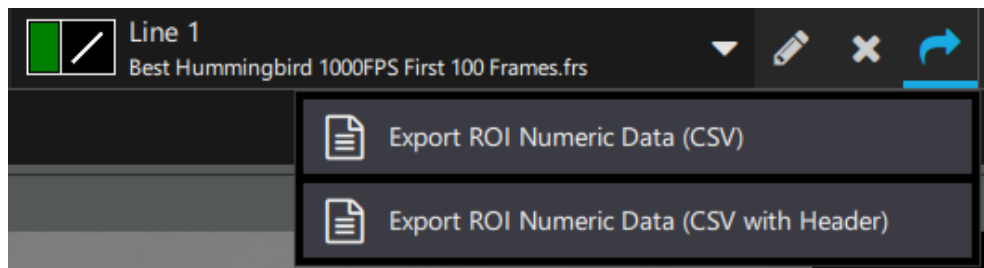 Line 1
Best Hummingbird 1000FPS First 100 Frames.frs
Export ROI Numeric Data (CSV)
Export ROI Numeric Data (CSV with Header)